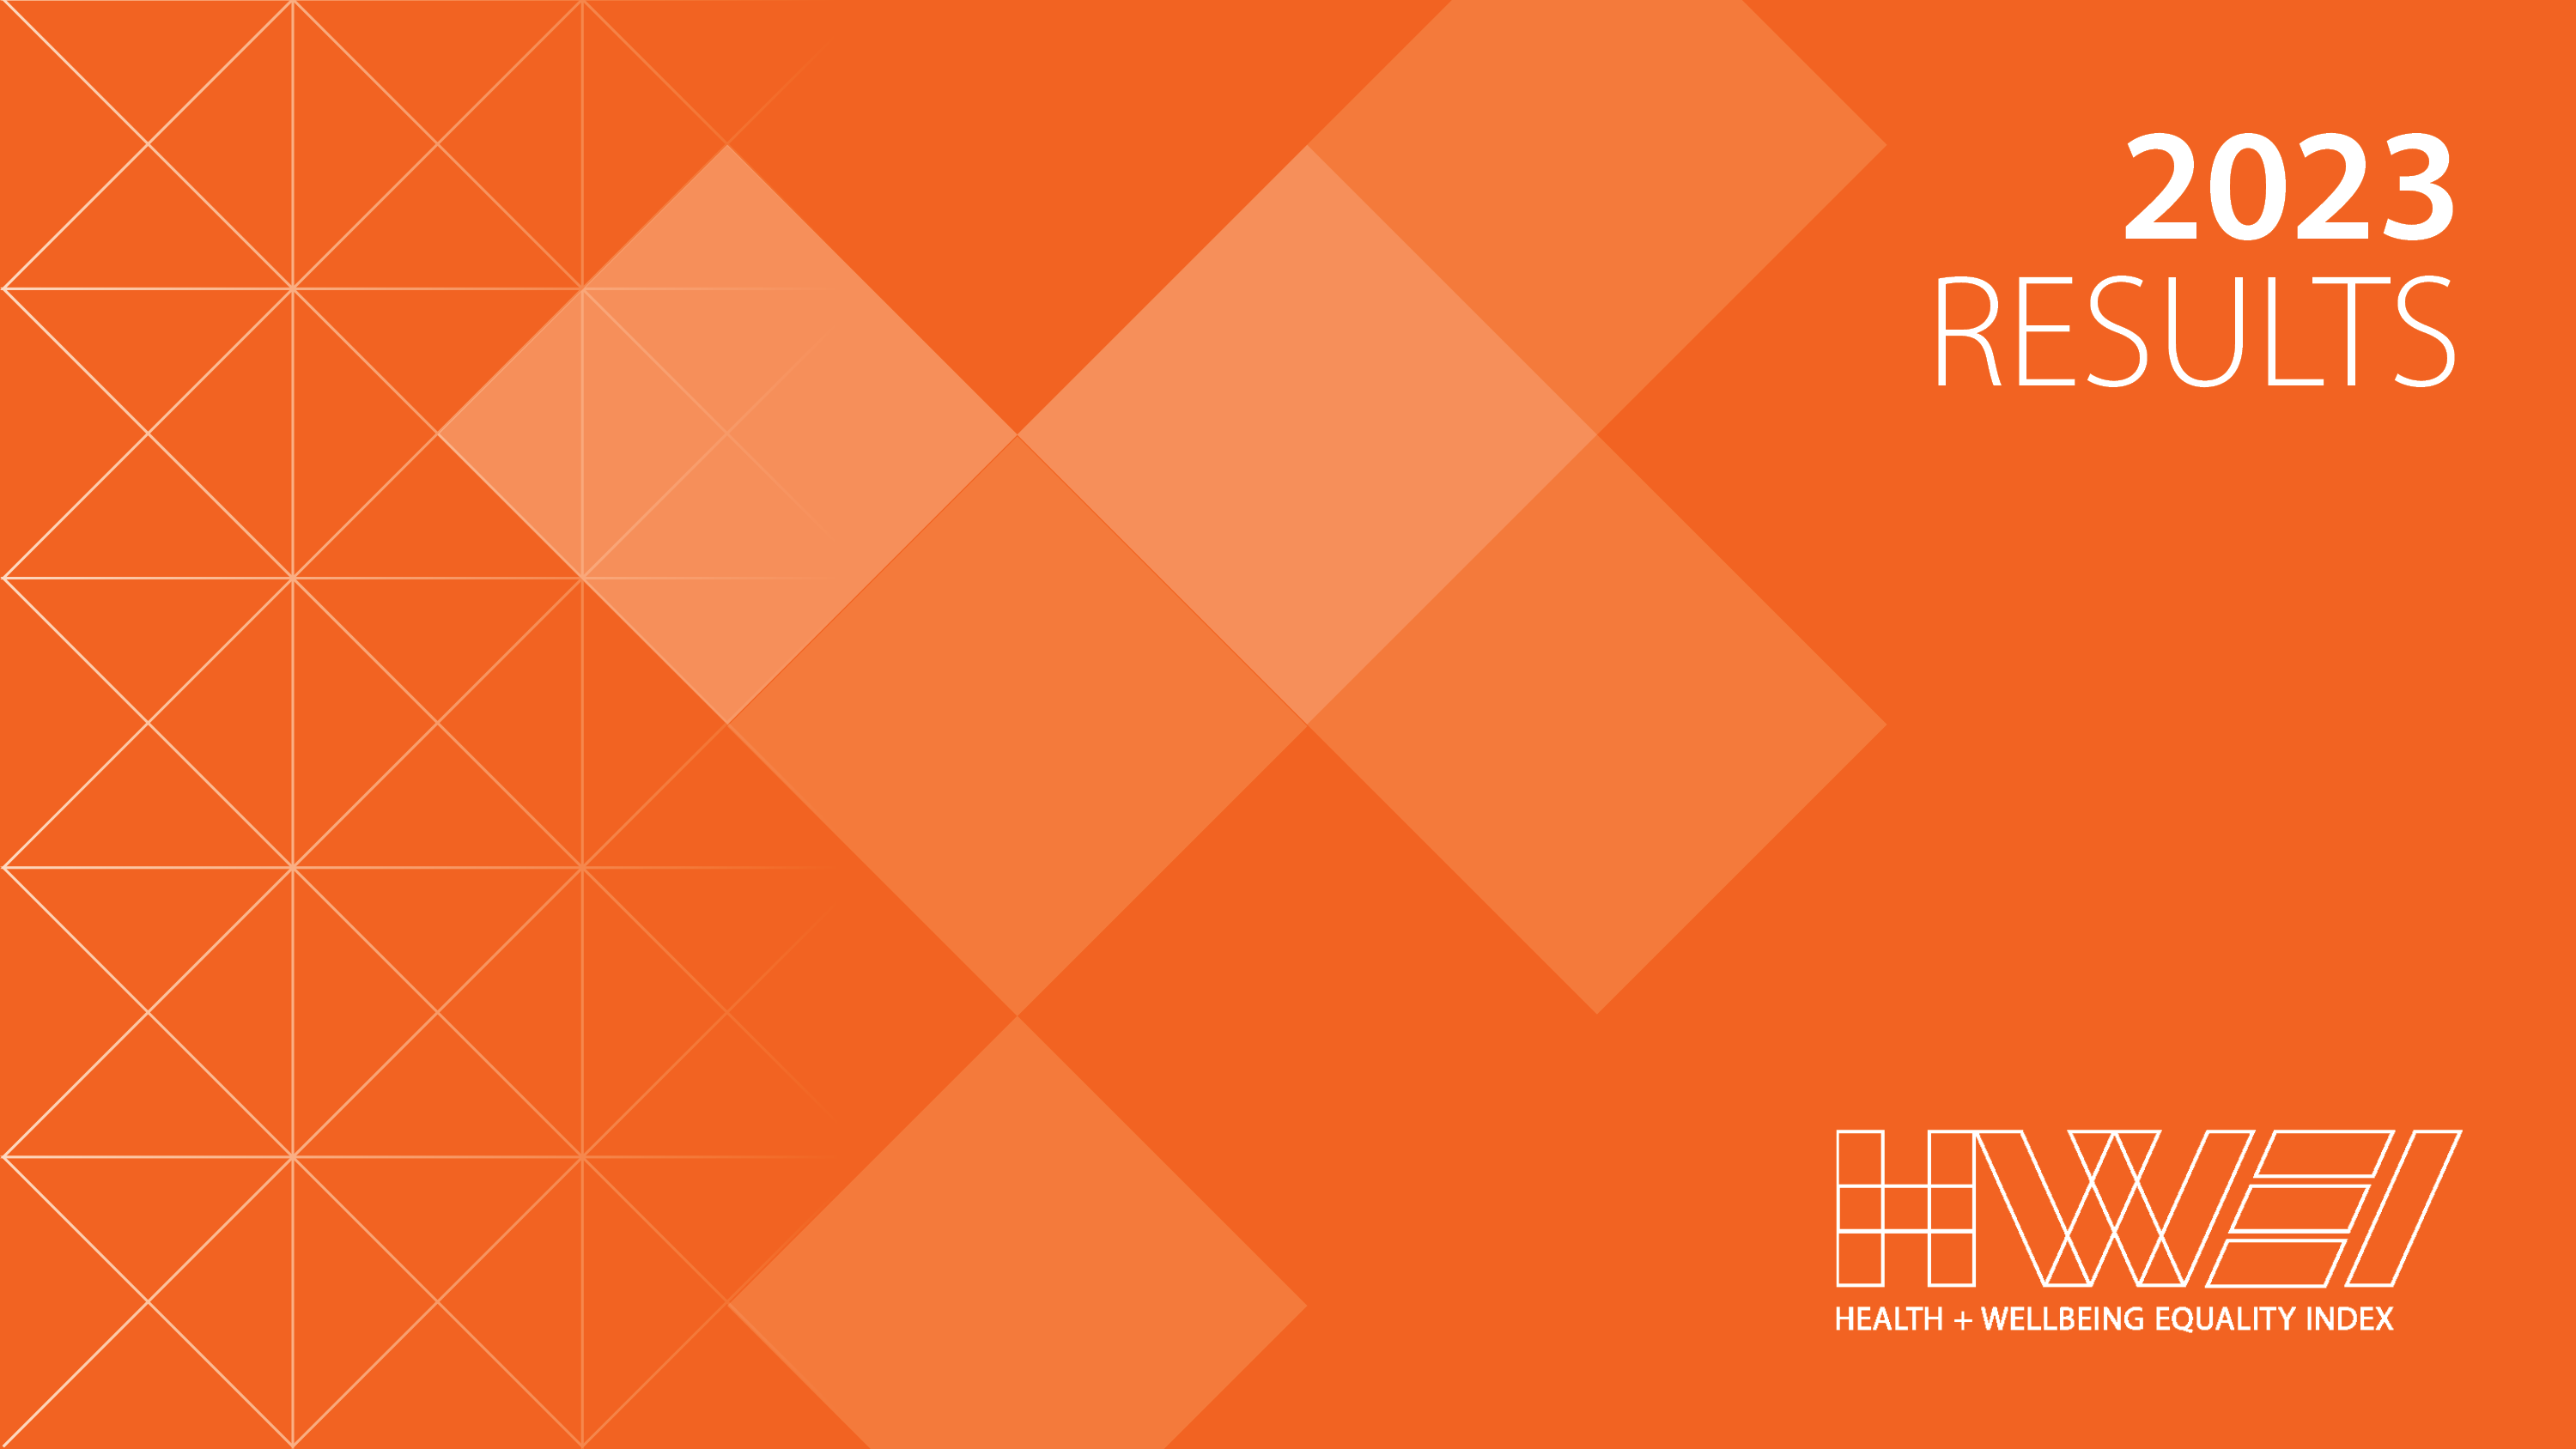 2023
RESULTS
HWEI
HEALTH + WELLBEING EQUALITY INDEX